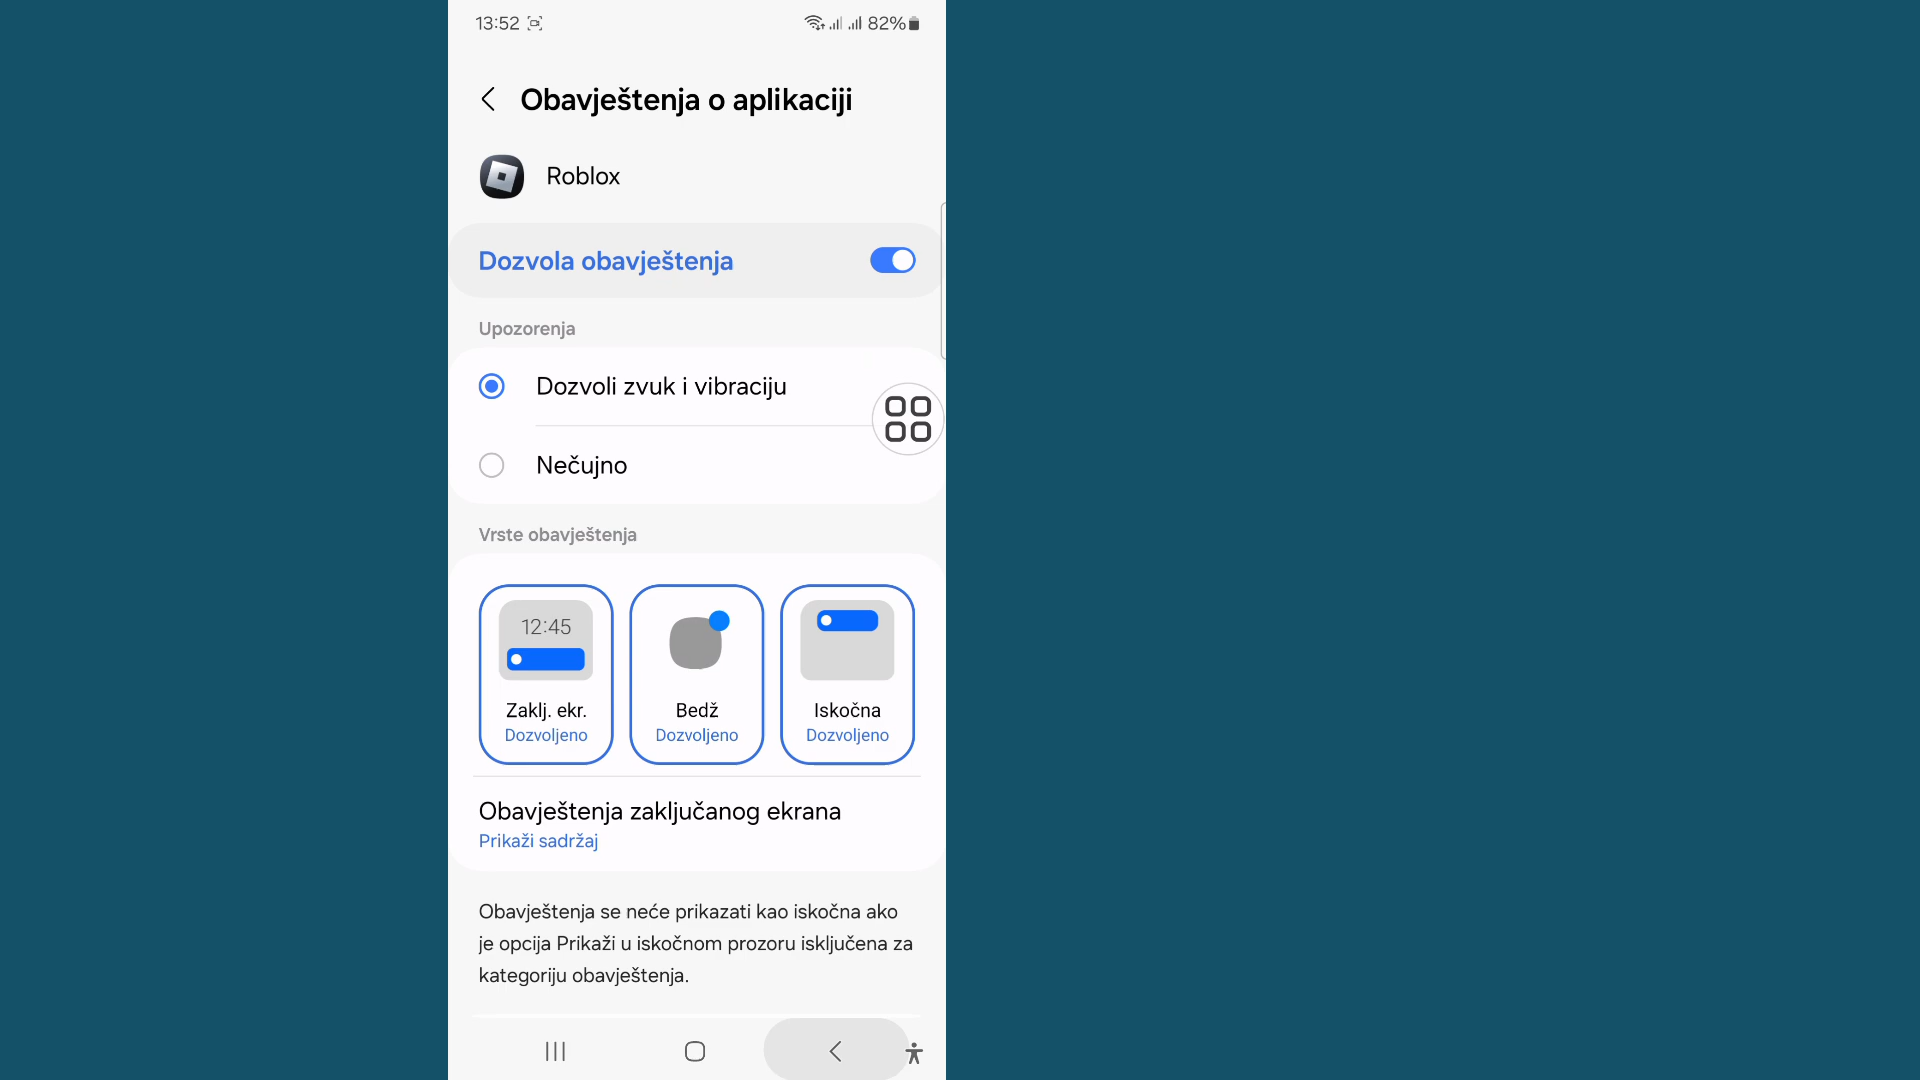 13:52
82%
Obavještenja o aplikaciji
Roblox
Dozvola obavještenja
Upozorenja
Dozvoli zvuk i vibraciju
Nečujno
Vrste obavještenja
12:45
Zaklj. ekr.
Dozvoljeno
Bedž
Dozvoljeno
Iskočna
Dozvoljeno
Obavještenja zaključanog ekrana
Prikaži sadržaj
Obavještenja se neće prikazati kao iskočna ako
je opcija Prikaži u iskočnom prozoru isključena za
kategoriju obavještenja.